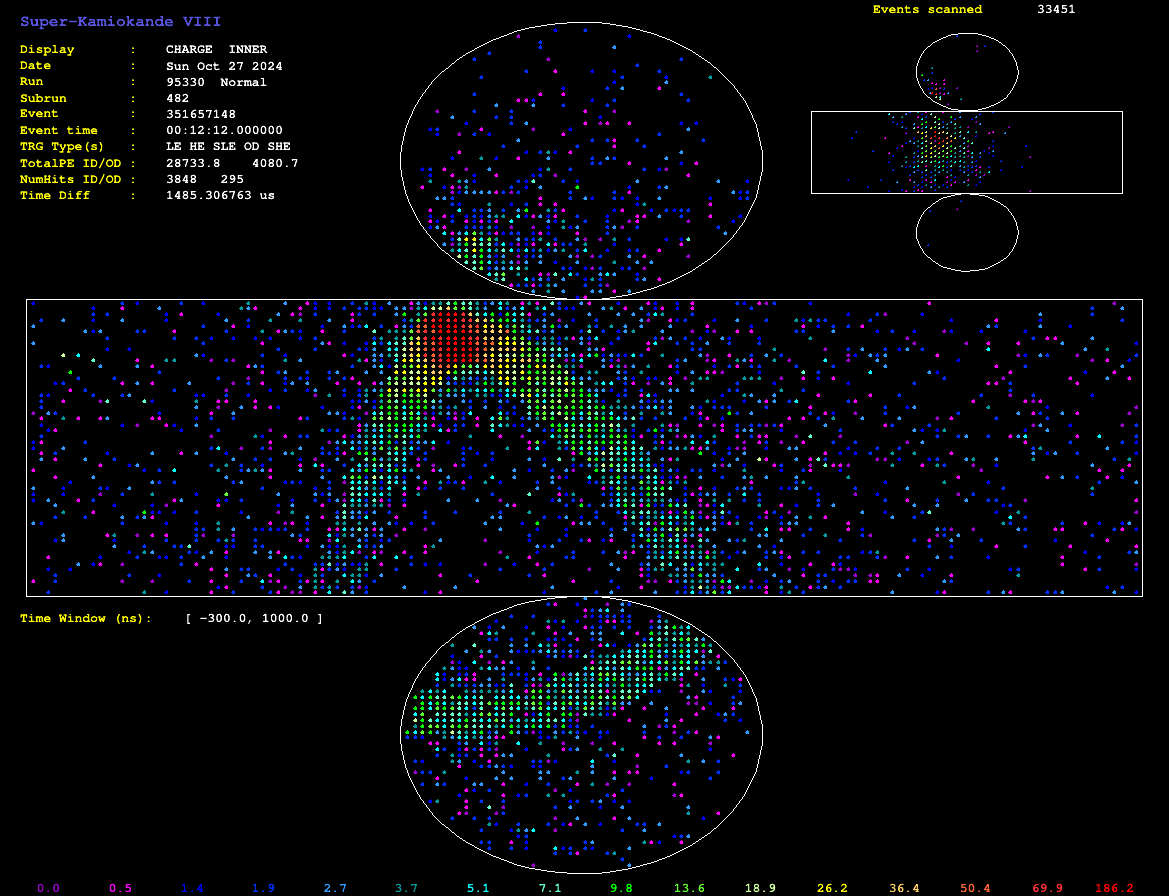 Super-Kamiokande VIII
Events scanned 33451
Display : CHARGE INNER
Date : Sun Oct 27 2024
Run : 95330 Normal
Subrun : 482
Event : 351657148
Event time : 00:12:12.000000
TRG Type(s) : LE HE SLE OD SHE
TotalPE ID/OD : 28733.8 4080.7
NumHits ID/OD : 3848 295
Time Diff : 1485.306763 us
Time Window (ns): [ -300.0, 1000.0 ]
0.0 0.5 1.4 1.9 2.7 3.7 5.1 7.1 9.8 13.6 18.9 26.2 36.4 50.4 69.9 186.2